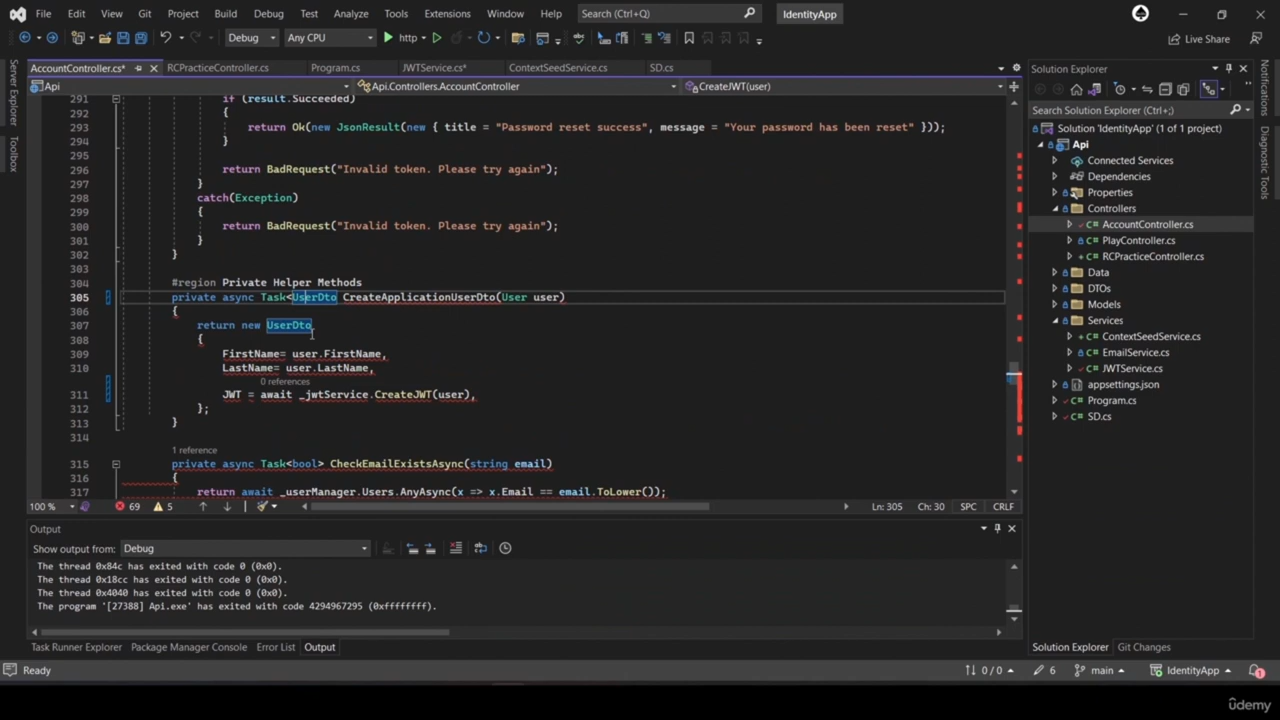 File Edit View Git Project Build Debug Test Analyze Tools Extensions Window Help Search (Ctrl+Q) IdentityApp
Debug Any CPU http Live Share
Server Explorer
Toolbox
AccountController.cs* RCPracticeController.cs Program.cs JWTService.cs* ContextSeedService.cs SD.cs
Api Api.Controllers.AccountController CreateJWT(user)
291 if (result.Succeeded)
292 {
293 return Ok(new JsonResult(new { title = "Password reset success", message = "Your password has been reset" }));
294 }
295
296 return BadRequest("Invalid token. Please try again");
297 }
298 catch(Exception)
299 {
300 return BadRequest("Invalid token. Please try again");
301 }
302 }
303
304 #region Private Helper Methods
305 private async Task<UserDto CreateApplicationUserDto(User user)
306 {
307 return new UserDto
308 {
309 FirstName= user.FirstName,
310 LastName= user.LastName,
0 references
311 JWT = await _jwtService.CreateJWT(user),
312 };
313 }
314
1 reference
315 private async Task<bool> CheckEmailExistsAsync(string email)
316 {
317 return await _userManager.Users.AnyAsync(x => x.Email == email.ToLower());
100 % 69 5 Ln: 305 Ch: 30 SPC CRLF
Output
Show output from: Debug
The thread 0x84c has exited with code 0 (0x0).
The thread 0x18cc has exited with code 0 (0x0).
The thread 0x4040 has exited with code 0 (0x0).
The program '[27388] Api.exe' has exited with code 4294967295 (0xffffffff).
Task Runner Explorer Package Manager Console Error List Output
Solution Explorer
Search Solution Explorer (Ctrl+;)
Solution 'IdentityApp' (1 of 1 project)
Api
Connected Services
Dependencies
Properties
Controllers
AccountController.cs
PlayController.cs
RCPracticeController.cs
Data
DTOs
Models
Services
ContextSeedService.cs
EmailService.cs
JWTService.cs
appsettings.json
Program.cs
SD.cs
Solution Explorer Git Changes
Notifications
Diagnostic Tools
Ready 0 / 0 6 main IdentityApp 1
ûdemy